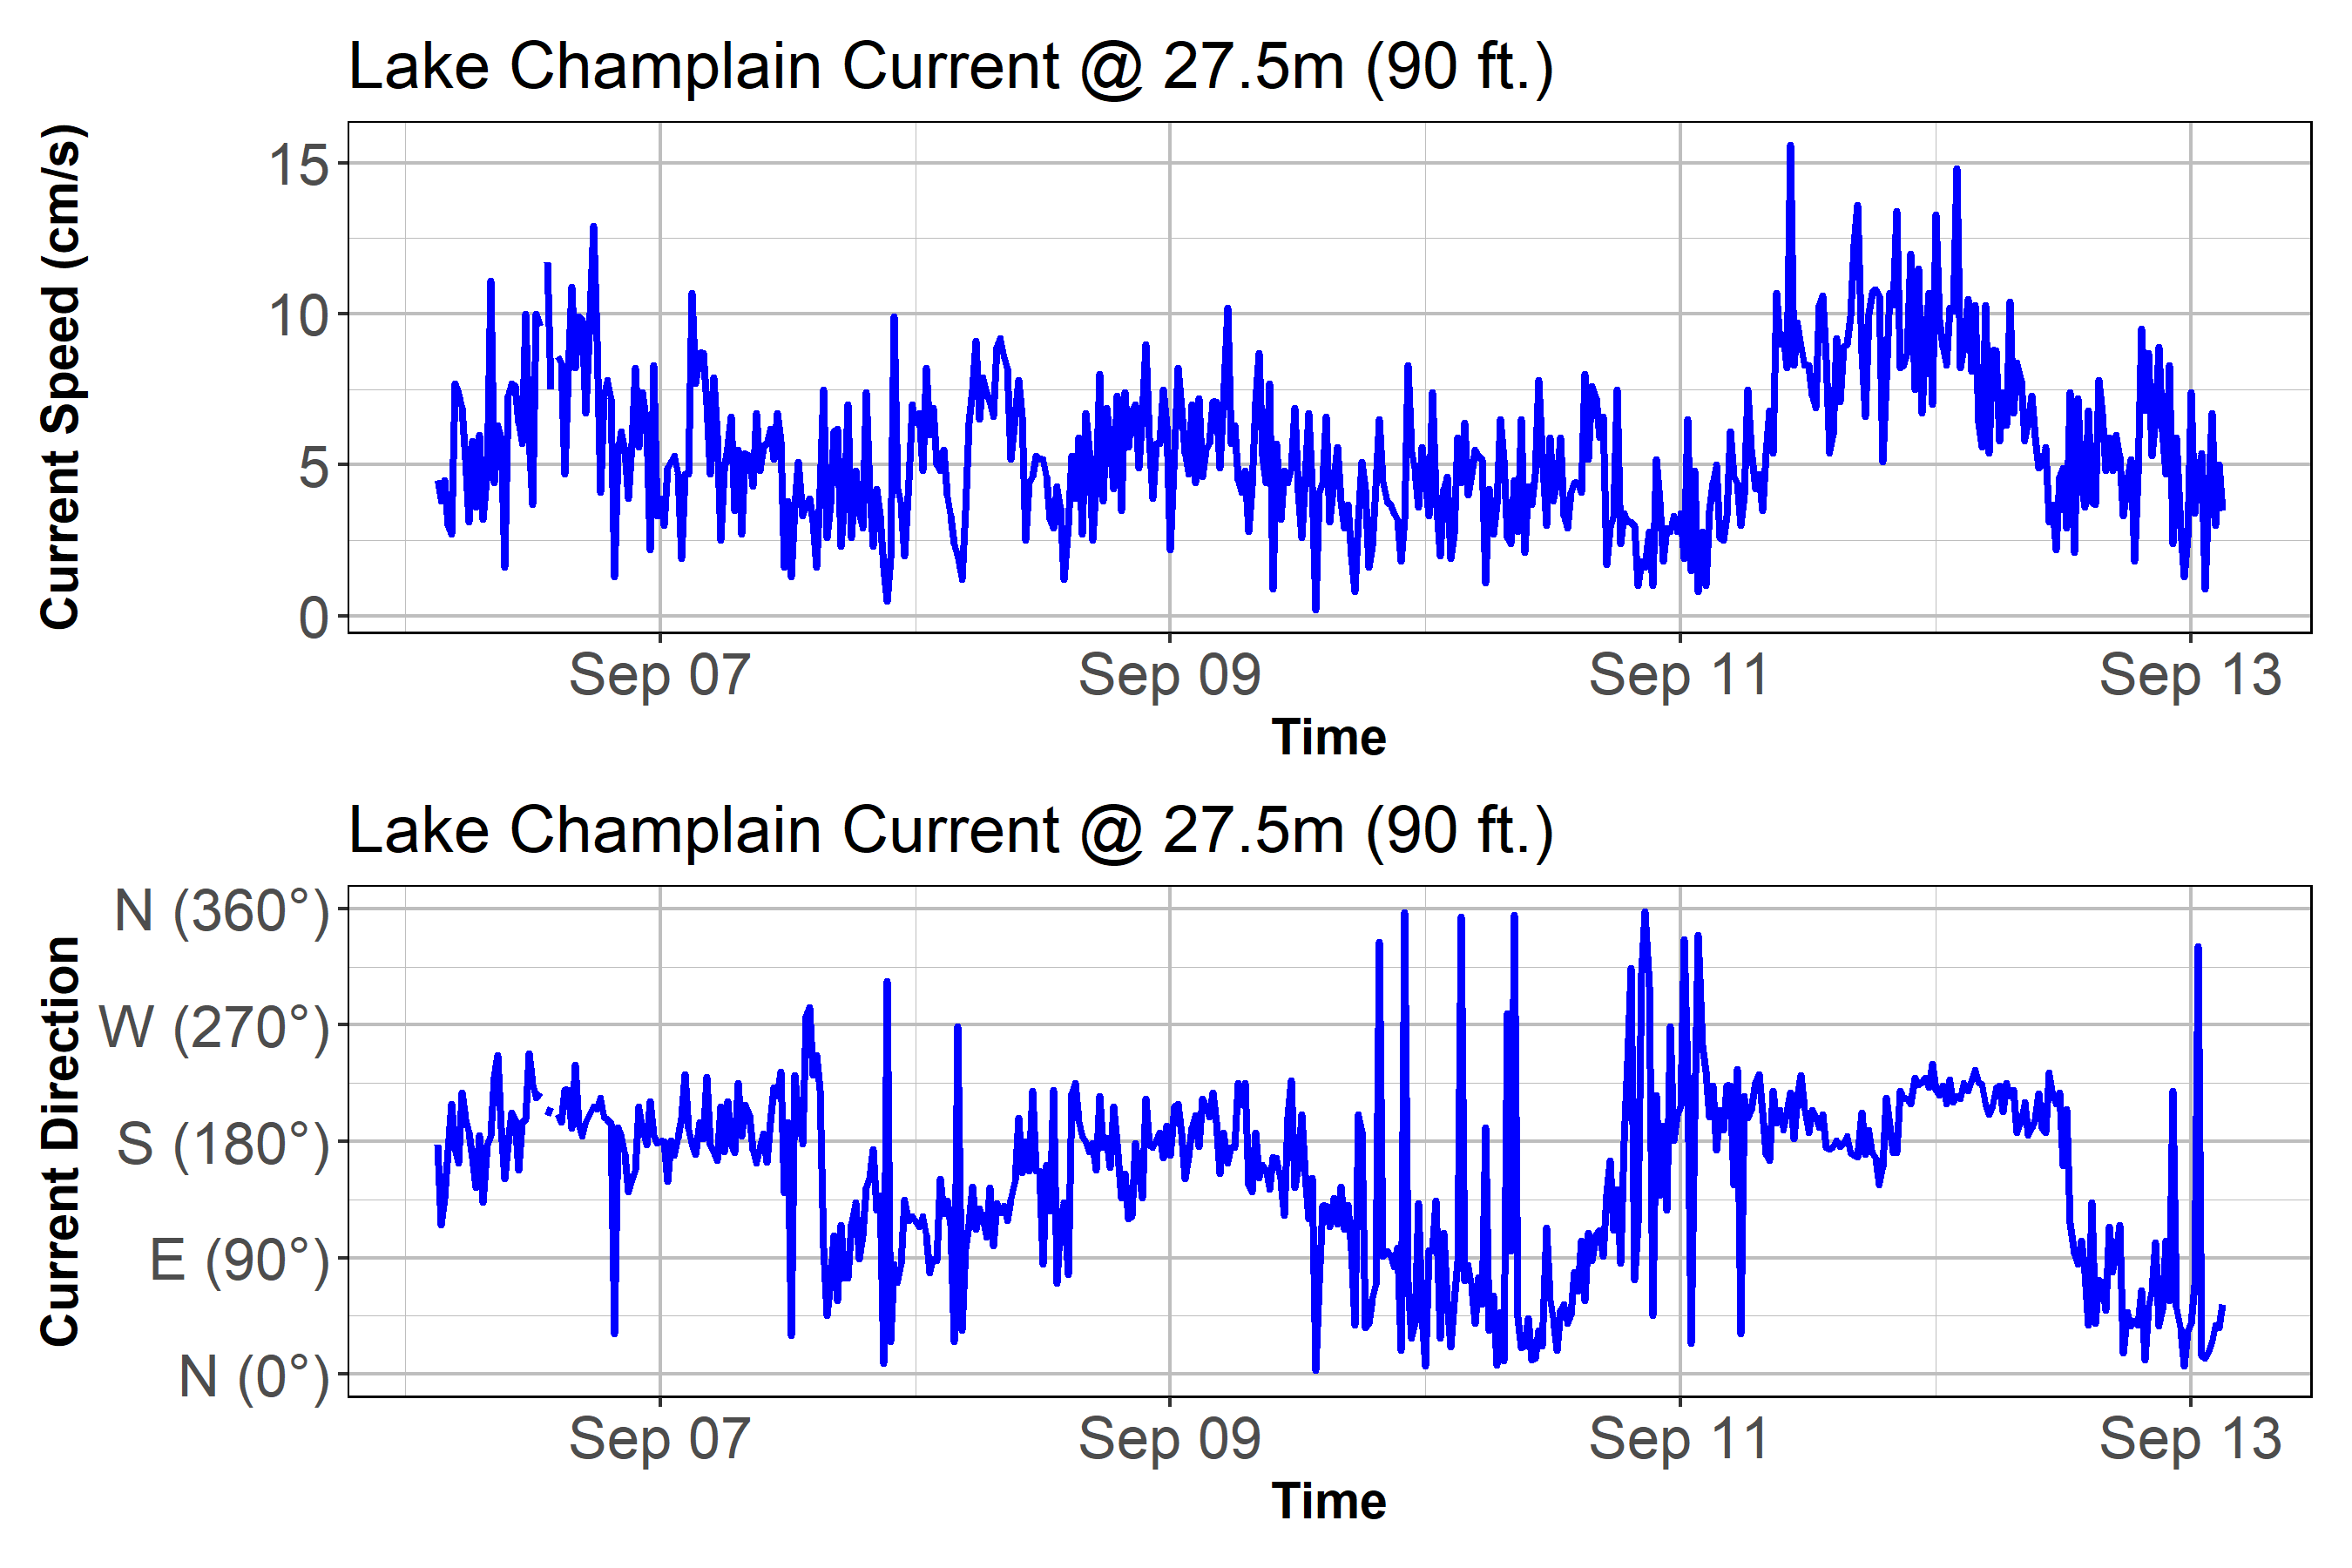 Lake Champlain Current @ 27.5m (90 ft.)
Current Speed (cm/s)
15
10
5
0
Sep 07 Sep 09 Sep 11 Sep 13
Time
Lake Champlain Current @ 27.5m (90 ft.)
Current Direction
N (360°)
W (270°)
S (180°)
E (90°)
N (0°)
Sep 07 Sep 09 Sep 11 Sep 13
Time